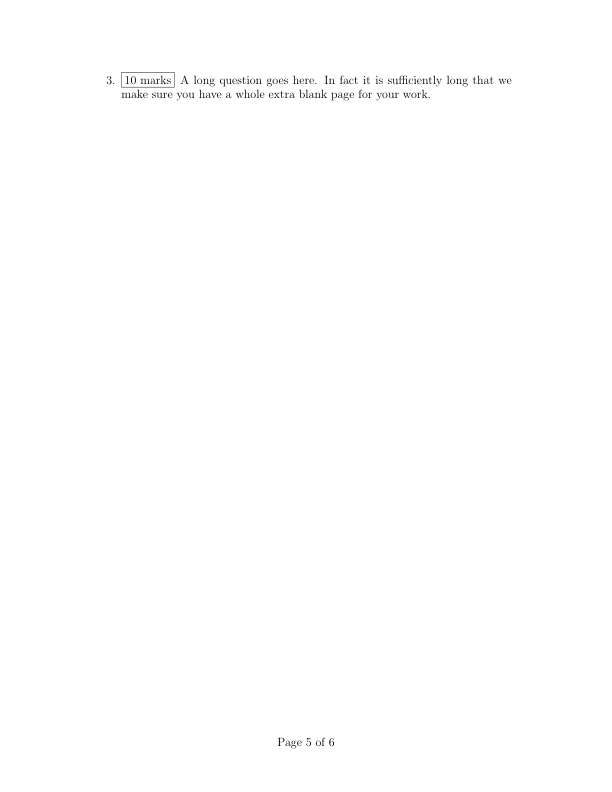 3. 10 marks A long question goes here. In fact it is sufficiently long that we
make sure you have a whole extra blank page for your work.
Page 5 of 6